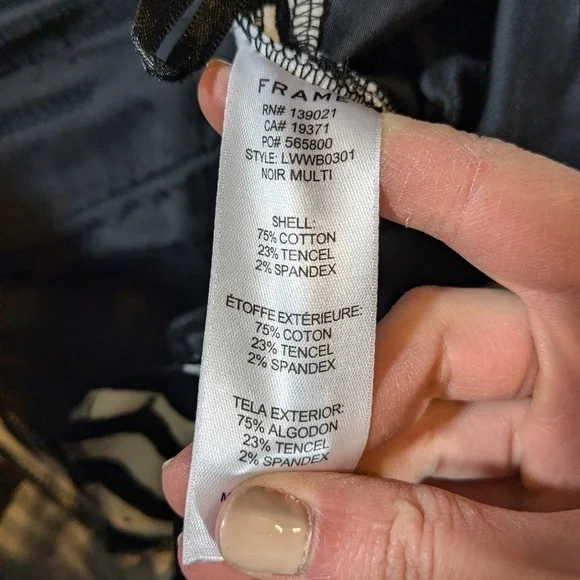 FRAME
RN# 139021
CA# 19371
PO# 565800
STYLE: LWWB0301
NOIR MULTI
SHELL:
75% COTTON
23% TENCEL
2% SPANDEX
ÉTOFFE EXTÉRIEURE:
75% COTON
23% TENCEL
2% SPANDEX
TELA EXTERIOR:
75% ALGODON
23% TENCEL
2% SPANDEX